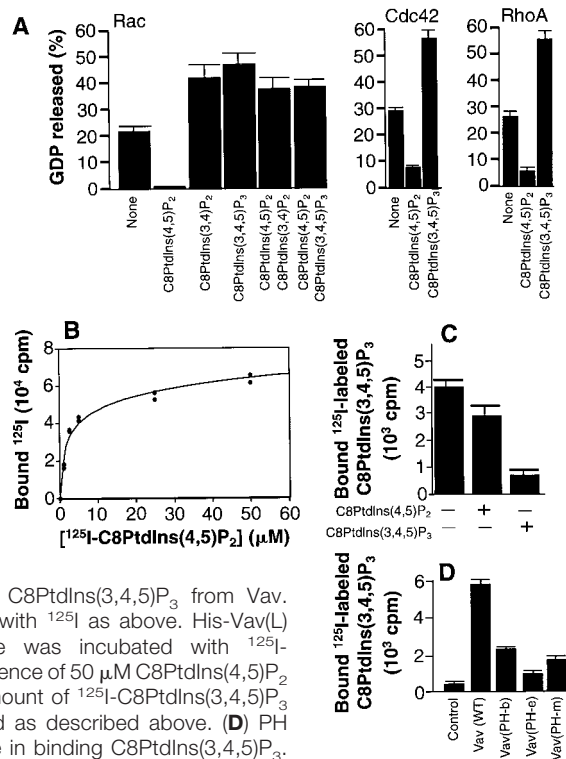 A
Rac
GDP released (%)
60
50
40
30
20
10
0
None
C8PtdIns(4,5)P2
C8PtdIns(3,4)P2
C8PtdIns(3,4,5)P3
C8PtdIns(4,5)P2
C8PtdIns(3,4)P2
C8PtdIns(4,5)P2
C8PtdIns(3,4,5)P3
Cdc42
60
50
40
30
20
10
0
None
C8PtdIns(4,5)P2
C8PtdIns(3,4,5)P3
RhoA
60
50
40
30
20
10
0
None
C8PtdIns(4,5)P2
C8PtdIns(3,4,5)P3
B
Bound 125I (10^4 cpm)
8
6
4
2
0
0 10 20 30 40 50 60
[125I-C8PtdIns(4,5)P2] (μM)
C
Bound 125I-labeled
C8PtdIns(3,4,5)P3
(10^3 cpm)
5
4
3
2
1
0
C8PtdIns(4,5)P2 — + —
C8PtdIns(3,4,5)P3 — — +
C8PtdIns(3,4,5)P3 from Vav.
with 125I as above. His-Vav(L)
e was incubated with 125I-
ence of 50 μM C8PtdIns(4,5)P2
mount of 125I-C8PtdIns(3,4,5)P3
d as described above. (D) PH
e in binding C8PtdIns(3,4,5)P3.
D
Bound 125I-labeled
C8PtdIns(3,4,5)P3
(10^3 cpm)
6
4
2
0
Control
Vav (WT)
Vav(PH-b)
Vav(PH-e)
Vav(PH-m)